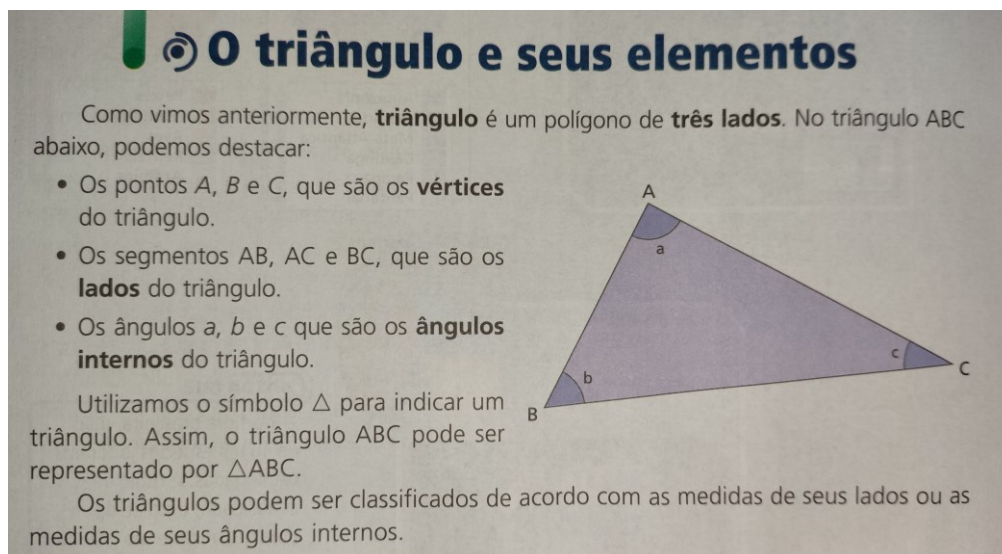 O triângulo e seus elementos
Como vimos anteriormente, triângulo é um polígono de três lados. No triângulo ABC
abaixo, podemos destacar:
• Os pontos A, B e C, que são os vértices
do triângulo.
• Os segmentos AB, AC e BC, que são os
lados do triângulo.
• Os ângulos a, b e c que são os ângulos
internos do triângulo.
Utilizamos o símbolo △ para indicar um
triângulo. Assim, o triângulo ABC pode ser
representado por △ABC.
A
a
b
B
c
C
Os triângulos podem ser classificados de acordo com as medidas de seus lados ou as
medidas de seus ângulos internos.